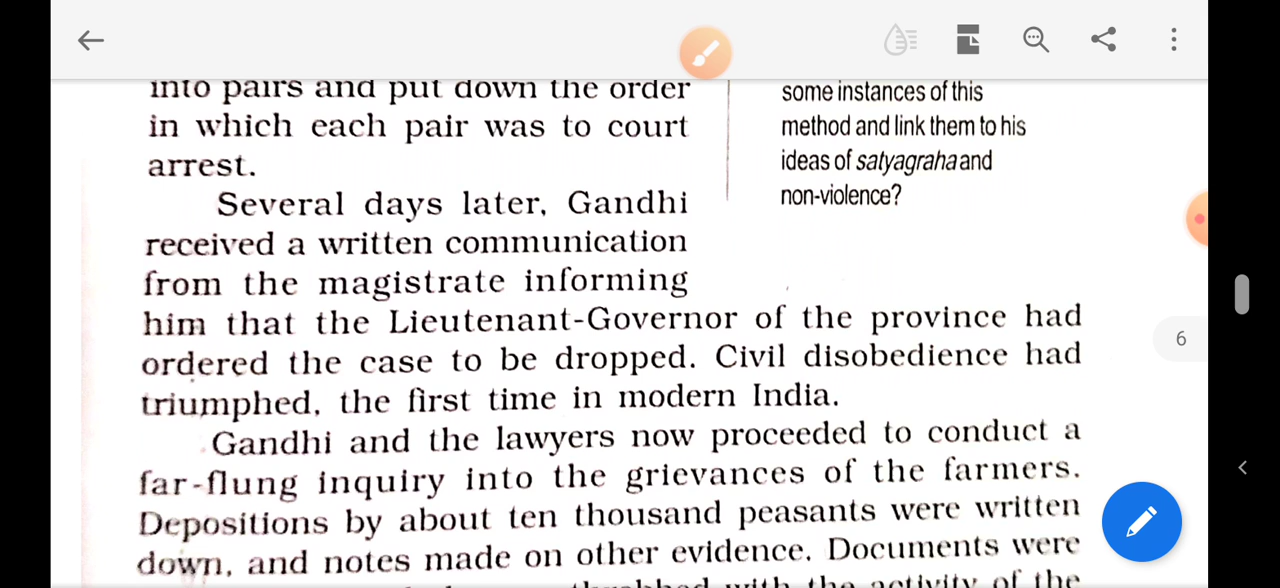 into pairs and put down the order
in which each pair was to court
arrest.
some instances of this
method and link them to his
ideas of satyagraha and
non-violence?
Several days later, Gandhi
received a written communication
from the magistrate informing
him that the Lieutenant-Governor of the province had
ordered the case to be dropped. Civil disobedience had
triumphed, the first time in modern India.
Gandhi and the lawyers now proceeded to conduct a
far-flung inquiry into the grievances of the farmers.
Depositions by about ten thousand peasants were written
down, and notes made on other evidence. Documents were
with the activity of the
6